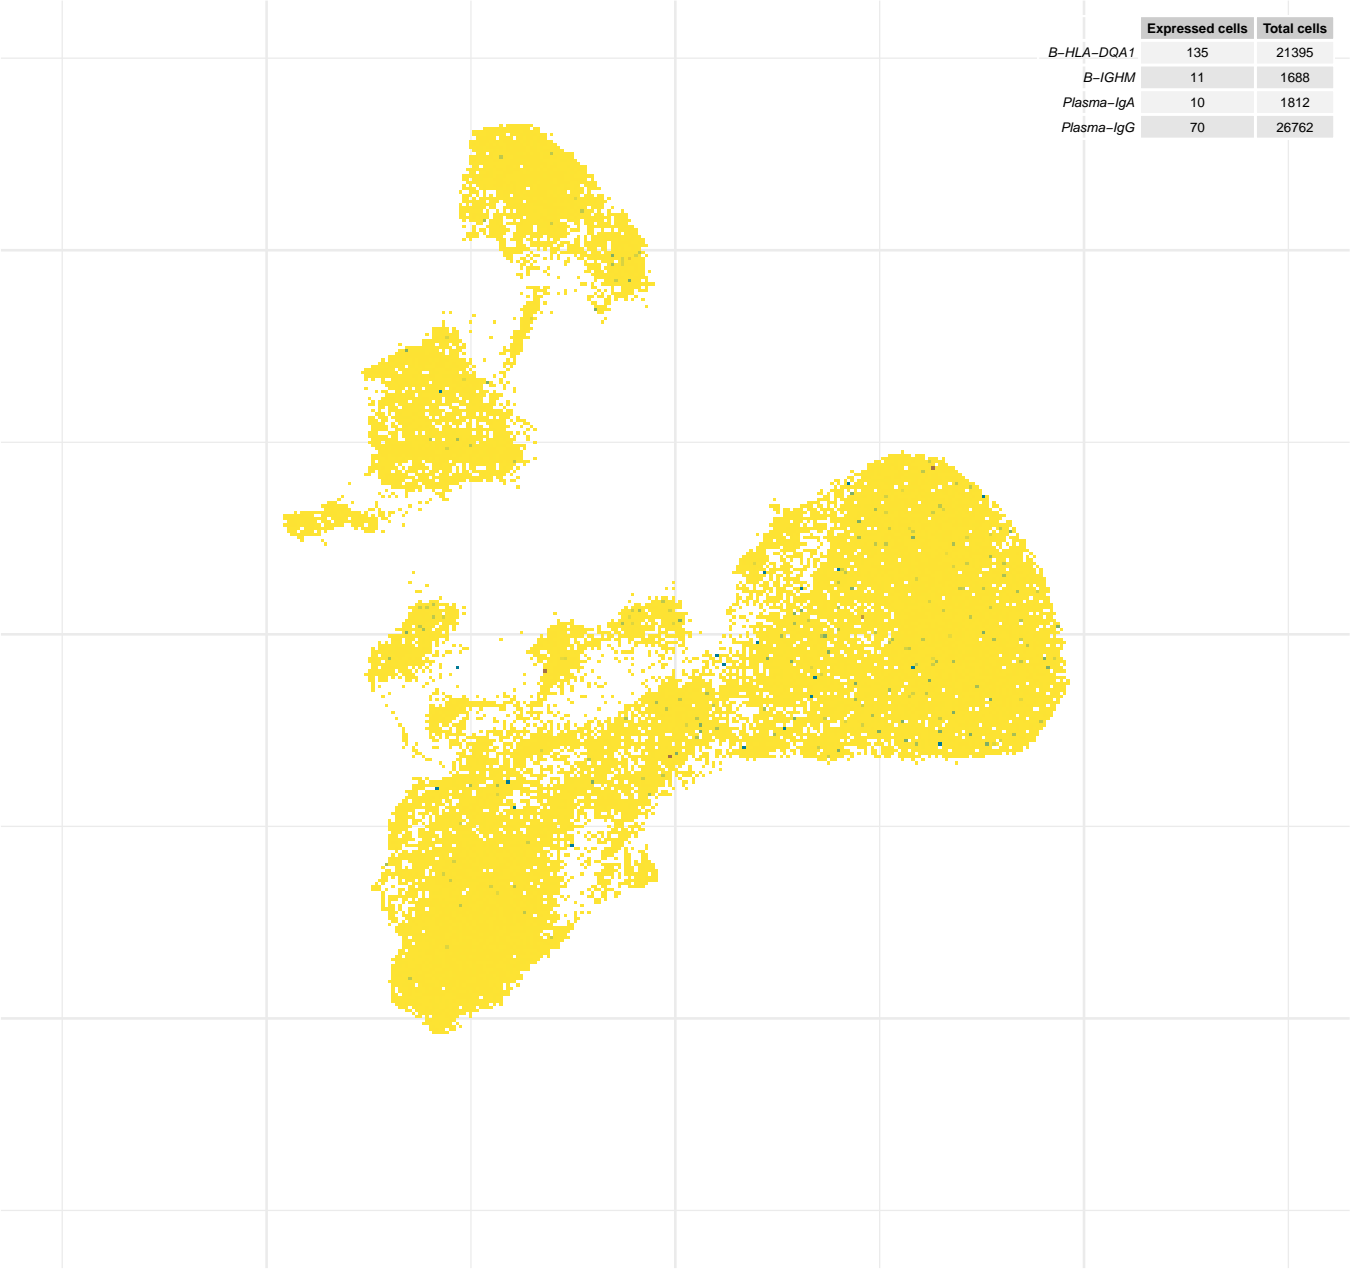 Expressed cells Total cells
B−HLA−DQA1 135 21395
B−IGHM 11 1688
Plasma−IgA 10 1812
Plasma−IgG 70 26762